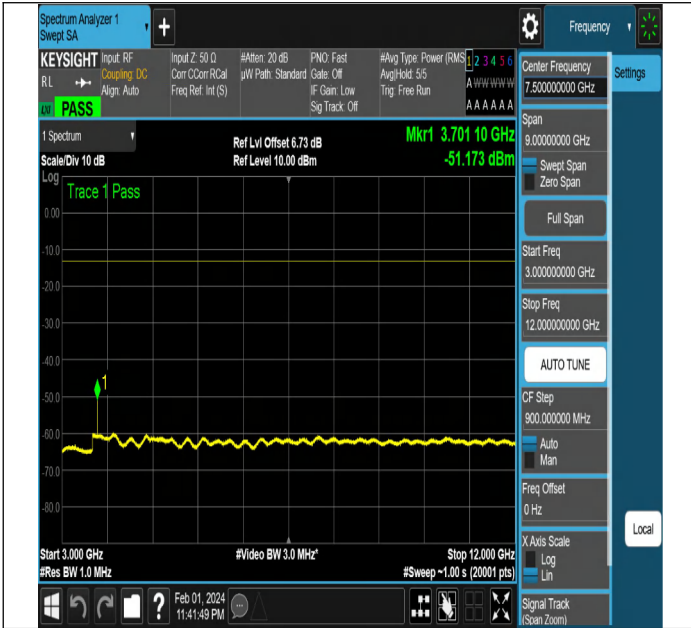 Spectrum Analyzer 1
Swept SA
Frequency
KEYSIGHT
RL
LXI
PASS
Input: RF
Coupling: DC
Align: Auto
Input Z: 50 Ω
Corr CCorr RCal
Freq Ref: Int (S)
#Atten: 20 dB
µW Path: Standard
PNO: Fast
Gate: Off
IF Gain: Low
Sig Track: Off
#Avg Type: Power (RMS
Avg|Hold: 5/5
Trig: Free Run
1 2 3 4 5 6
A W W W W W
A A A A A A
1 Spectrum
Scale/Div 10 dB
Ref Lvl Offset 6.73 dB
Ref Level 10.00 dBm
Mkr1 3.701 10 GHz
-51.173 dBm
Log
Trace 1 Pass
0.00
-10.0
-20.0
-30.0
-40.0
-50.0
-60.0
-70.0
-80.0
1
Start 3.000 GHz
#Res BW 1.0 MHz
#Video BW 3.0 MHz*
Stop 12.000 GHz
#Sweep ~1.00 s (20001 pts)
Feb 01, 2024
11:41:49 PM
Center Frequency
7.50000000 GHz
Span
9.00000000 GHz
Swept Span
Zero Span
Full Span
Start Freq
3.000000000 GHz
Stop Freq
12.000000000 GHz
AUTO TUNE
CF Step
900.000000 MHz
Auto
Man
Freq Offset
0 Hz
X Axis Scale
Log
Lin
Signal Track
(Span Zoom)
Settings
Local